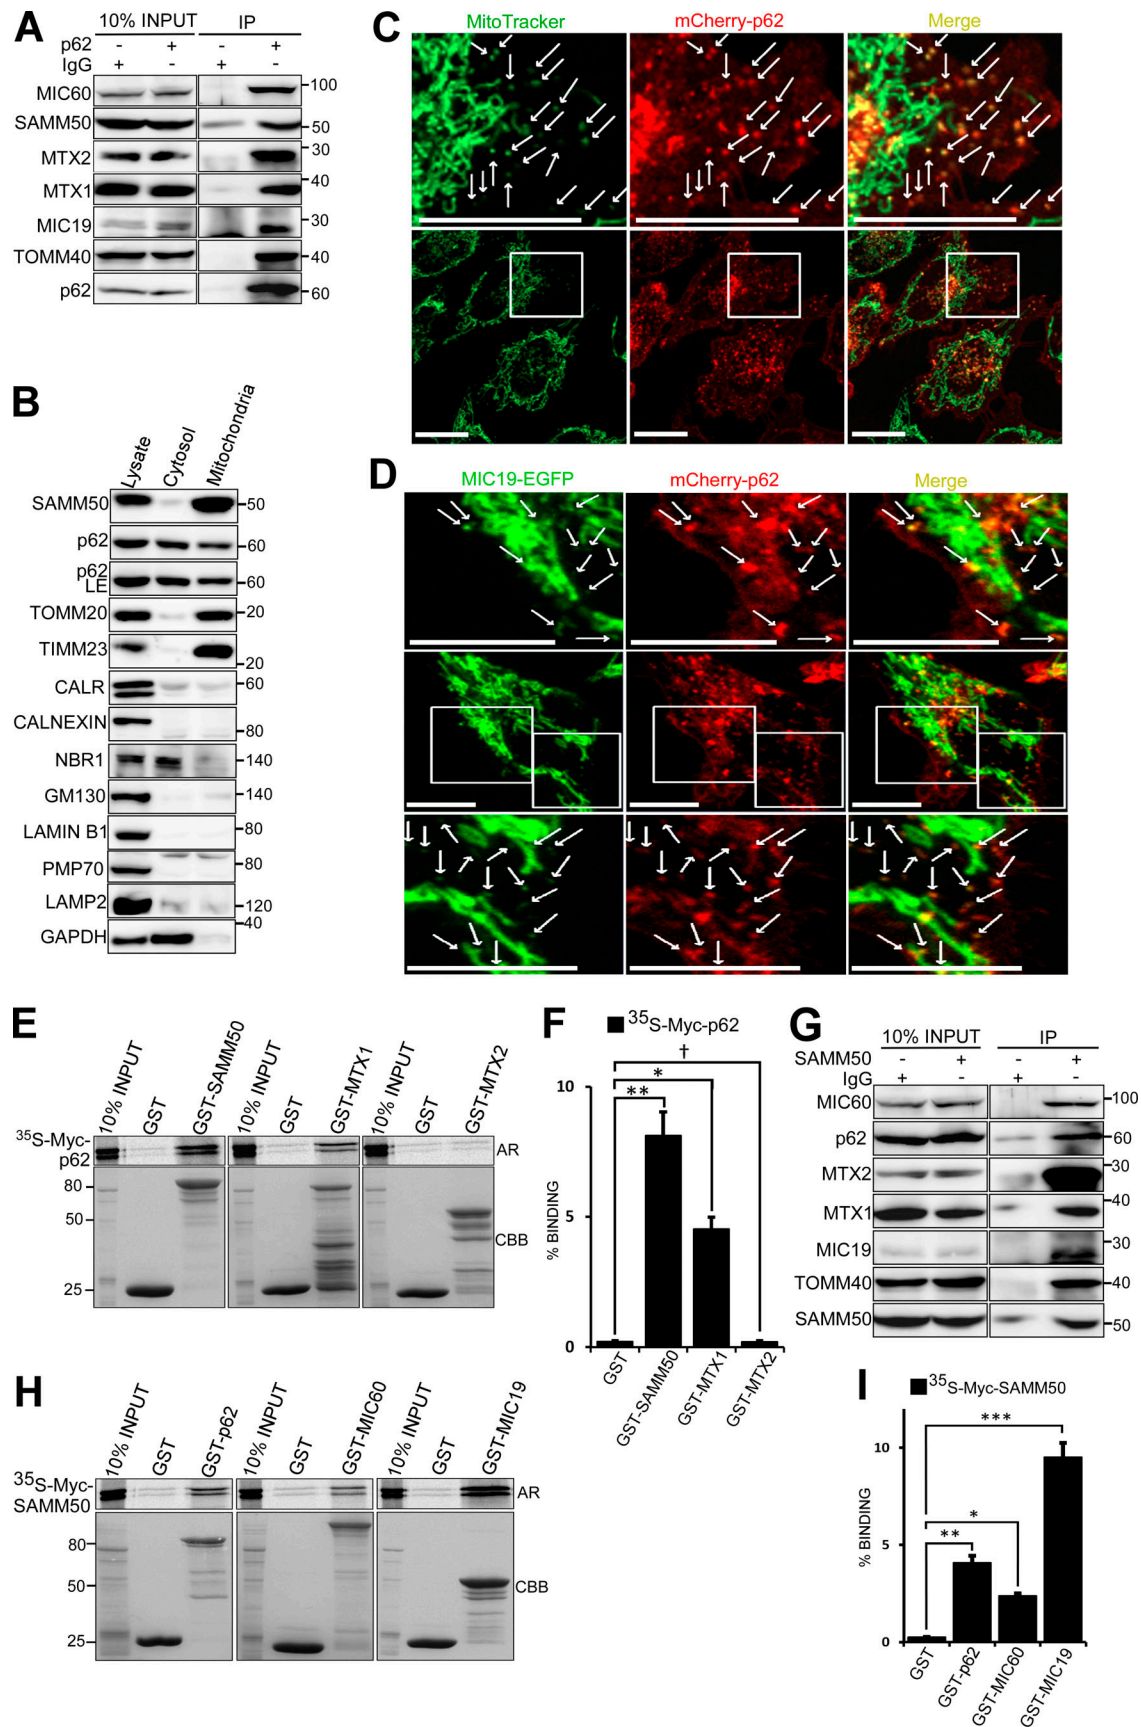 A
10% INPUT IP
p62 - + - +
IgG + - + -
MIC60 100
SAMM50 50
MTX2 30
MTX1 40
MIC19 30
TOMM40 40
p62 60
B
Lysate Cytosol Mitochondria
SAMM50 50
p62 60
p62 LE 60
TOMM20 20
TIMM23 20
CALR 60
CALNEXIN 80
NBR1 140
GM130 140
LAMIN B1 80
PMP70 80
LAMP2 120
GAPDH 40
C
MitoTracker mCherry-p62 Merge
D
MIC19-EGFP mCherry-p62 Merge
E
10% INPUT GST GST-SAMM50 10% INPUT GST GST-MTX1 10% INPUT GST GST-MTX2
35S-Myc-p62 AR
80
50
25
CBB
F
35S-Myc-p62
†
*
**
10
5
0
% BINDING
GST GST-SAMM50 GST-MTX1 GST-MTX2
G
10% INPUT IP
SAMM50 - + - +
IgG + - + -
MIC60 100
p62 60
MTX2 30
MTX1 40
MIC19 30
TOMM40 40
SAMM50 50
H
10% INPUT GST GST-p62 10% INPUT GST GST-MIC60 10% INPUT GST GST-MIC19
35S-Myc-SAMM50 AR
80
50
25
CBB
I
35S-Myc-SAMM50
***
*
**
10
5
0
% BINDING
GST GST-p62 GST-MIC60 GST-MIC19